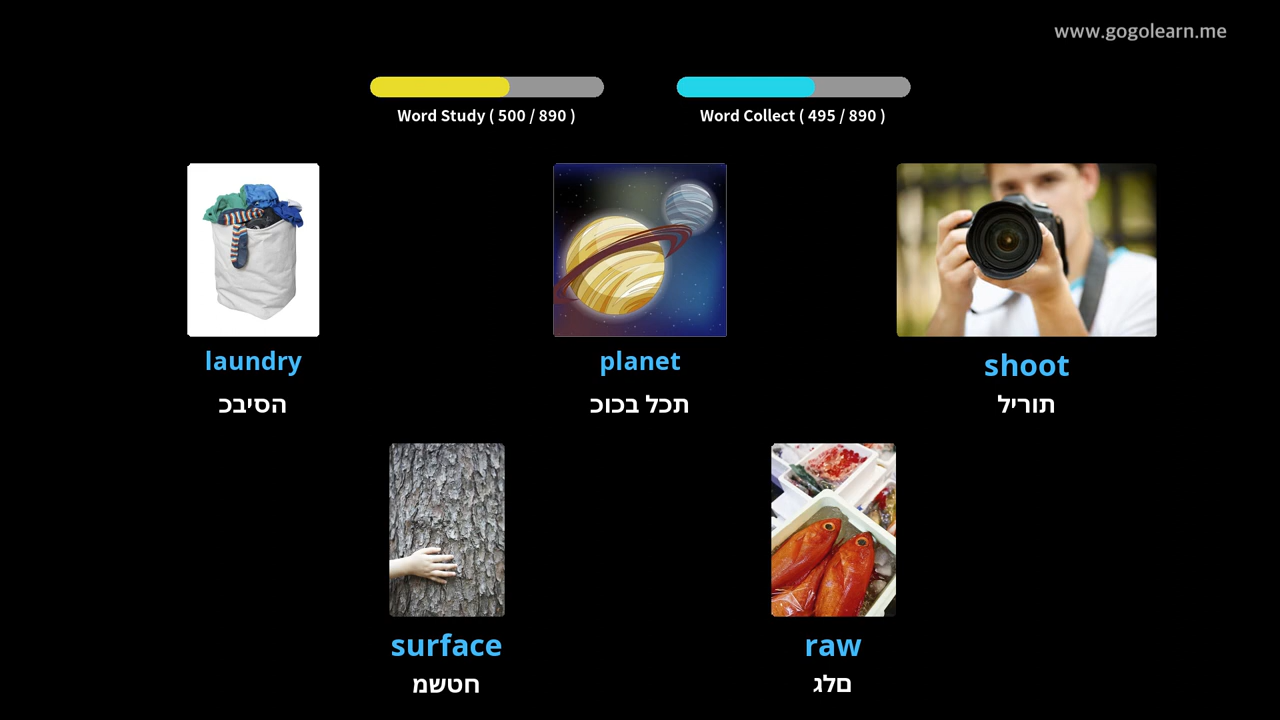 www.gogolearn.me
Word Study ( 500 / 890 )
Word Collect ( 495 / 890 )
laundry
הסיבכ
planet
תכל בכוכ
shoot
תוריל
surface
חטשמ
raw
םלג